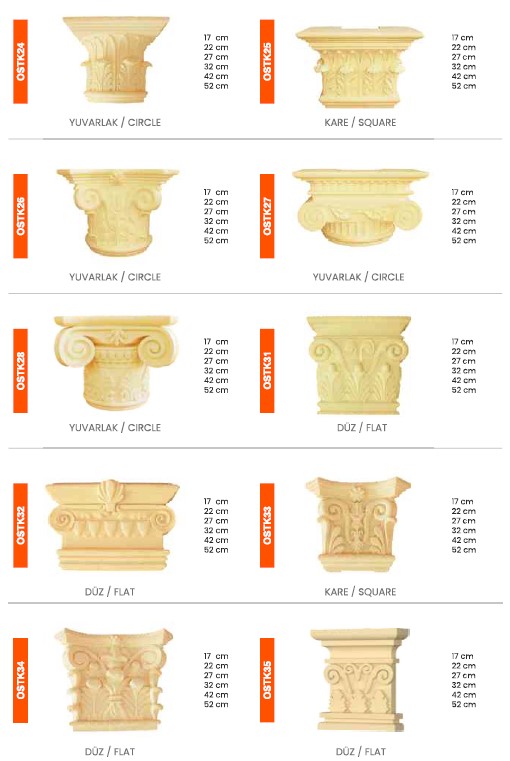 OSTK24
17 cm
22 cm
27 cm
32 cm
42 cm
52 cm
YUVARLAK / CIRCLE
OSTK25
17 cm
22 cm
27 cm
32 cm
42 cm
52 cm
KARE / SQUARE
OSTK26
17 cm
22 cm
27 cm
32 cm
42 cm
52 cm
YUVARLAK / CIRCLE
OSTK27
17 cm
22 cm
27 cm
32 cm
42 cm
52 cm
YUVARLAK / CIRCLE
OSTK28
17 cm
22 cm
27 cm
32 cm
42 cm
52 cm
YUVARLAK / CIRCLE
OSTK31
17 cm
22 cm
27 cm
32 cm
42 cm
52 cm
DÜZ / FLAT
OSTK32
17 cm
22 cm
27 cm
32 cm
42 cm
52 cm
DÜZ / FLAT
OSTK33
17 cm
22 cm
27 cm
32 cm
42 cm
52 cm
KARE / SQUARE
OSTK34
17 cm
22 cm
27 cm
32 cm
42 cm
52 cm
DÜZ / FLAT
OSTK35
17 cm
22 cm
27 cm
32 cm
42 cm
52 cm
DÜZ / FLAT